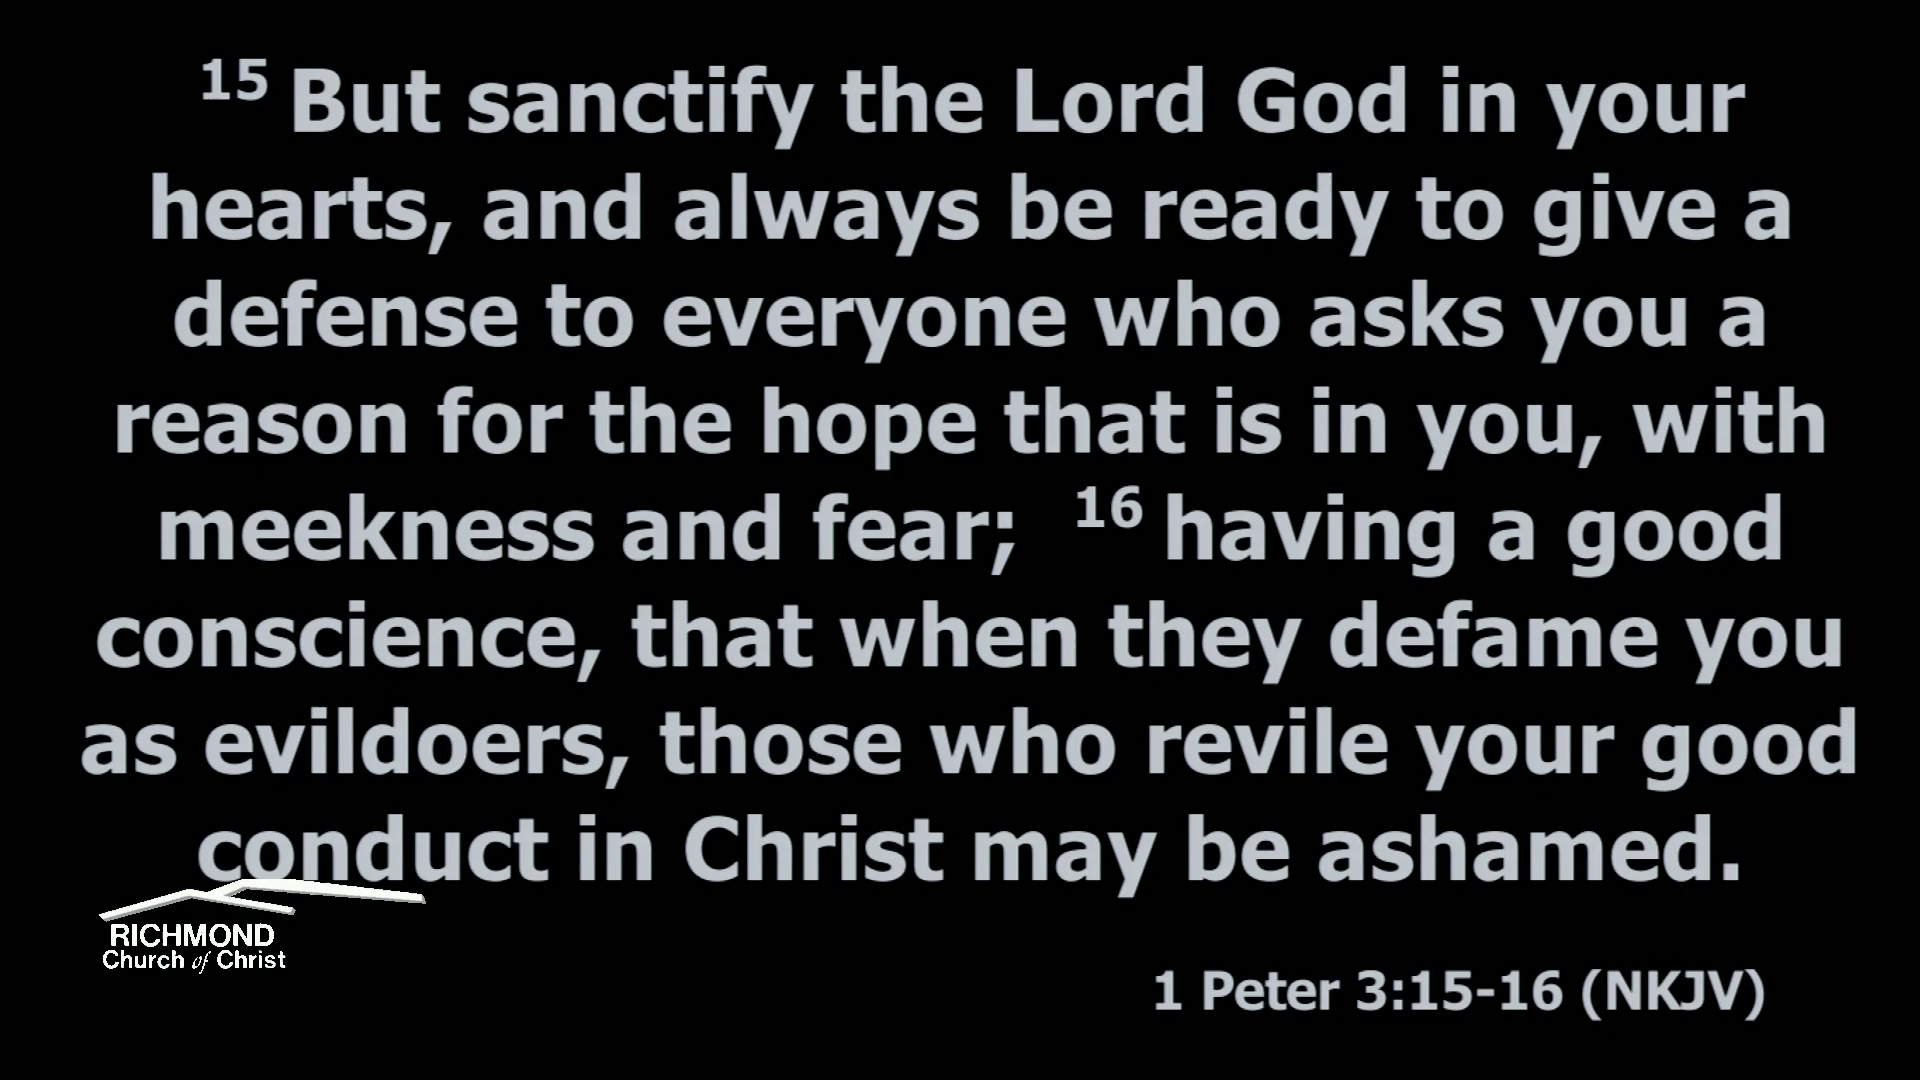 15 But sanctify the Lord God in your
hearts, and always be ready to give a
defense to everyone who asks you a
reason for the hope that is in you, with
meekness and fear; 16 having a good
conscience, that when they defame you
as evildoers, those who revile your good
conduct in Christ may be ashamed.
RICHMOND
Church of Christ
1 Peter 3:15-16 (NKJV)